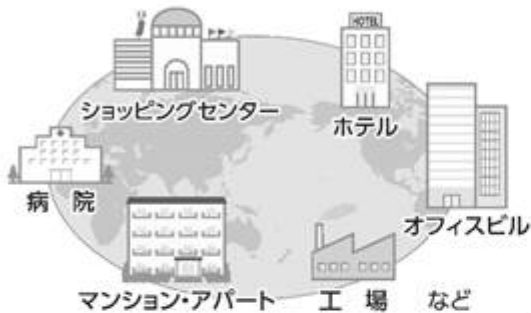 HOTEL
ショッピングセンター
ホテル
病 院
オフィスビル
マンション・アパート
工 場 など